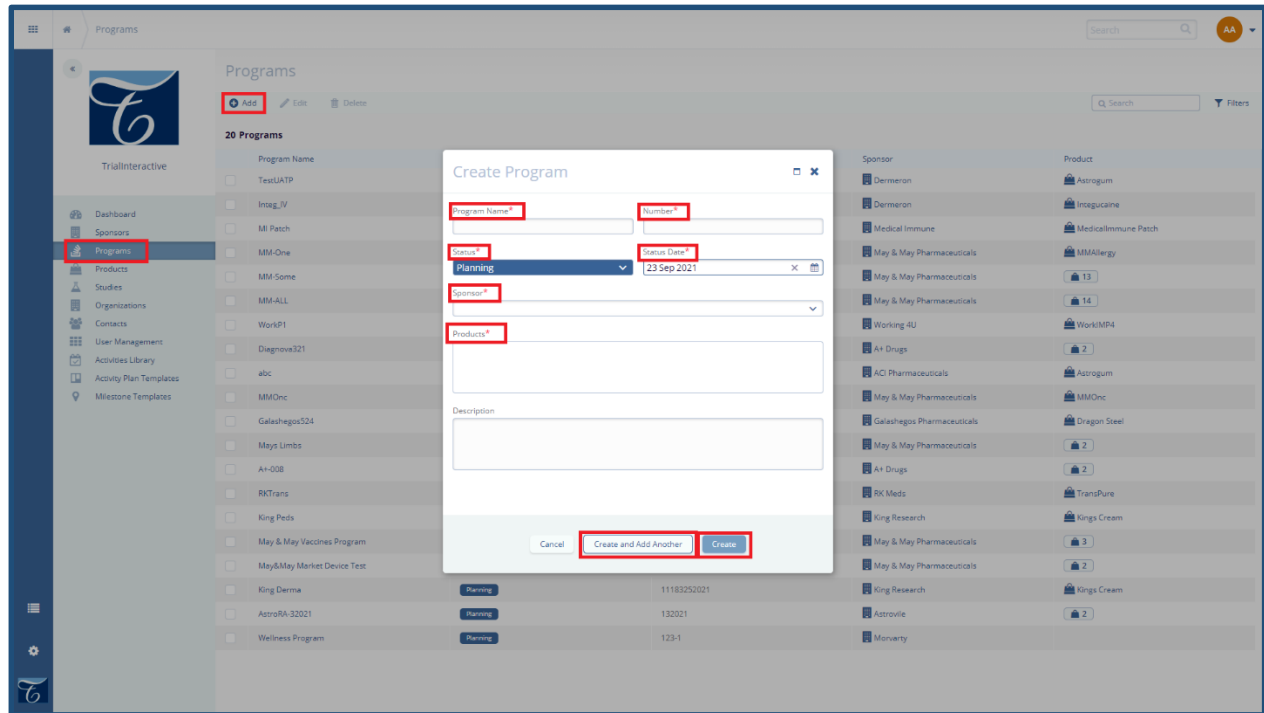 Programs
Search
AA
TrialInteractive
Dashboard
Sponsors
Programs
Products
Studies
Organizations
Contacts
User Management
Activities Library
Activity Plan Templates
Milestone Templates
Programs
Add Edit Delete
Search
Filters
20 Programs
Program Name Sponsor Product
TestUATP Dermeron Astrogum
Integ_IV Dermeron Integucaine
MI Patch Medical Immune MedicalImmune Patch
MM-One May & May Pharmaceuticals MMAllergy
MM-Some May & May Pharmaceuticals 13
MM-ALL May & May Pharmaceuticals 14
WorkP1 Working 4U WorkIMP4
Diagnova321 A+ Drugs 2
abc ACI Pharmaceuticals Astrogum
MMOnc May & May Pharmaceuticals MMOnc
Galashegos524 Galashegos Pharmaceuticals Dragon Steel
Mays Limbs May & May Pharmaceuticals 2
A+-008 A+ Drugs 2
RKTrans RK Meds TransPure
King Peds King Research Kings Cream
May & May Vaccines Program May & May Pharmaceuticals 3
May&May Market Device Test May & May Pharmaceuticals 2
King Derma Planning 11183252021 King Research Kings Cream
AstroRA-32021 Planning 132021 Astrovile 2
Wellness Program Planning 123-1 Morvarty
Create Program
Program Name* Number*
Status* Status Date*
Planning 23 Sep 2021
Sponsor*
Products*
Description
Cancel Create and Add Another Create